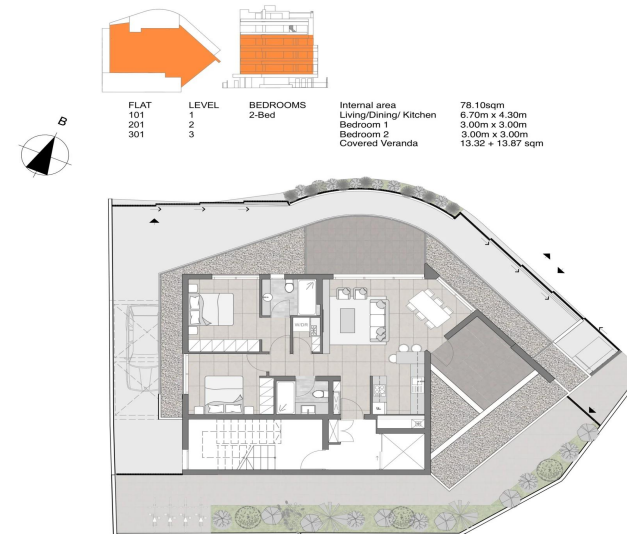 FLAT LEVEL BEDROOMS Internal area 78.10sqm
101 1 2-Bed Living/Dining/ Kitchen 6.70m x 4.30m
201 2 Bedroom 1 3.00m x 3.00m
301 3 Bedroom 2 3.00m x 3.00m
Covered Veranda 13.32 + 13.87 sqm
B